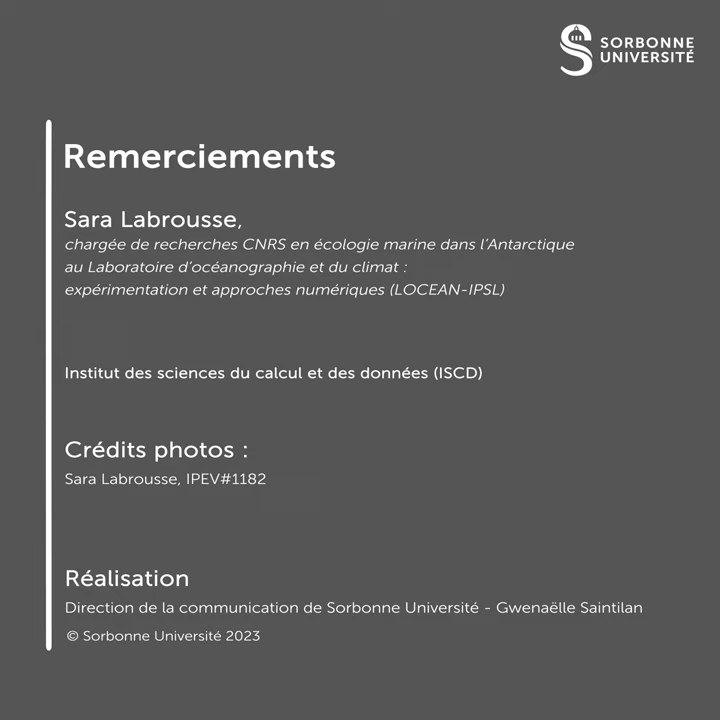 SORBONNE
UNIVERSITÉ
Remerciements
Sara Labrousse,
chargée de recherches CNRS en écologie marine dans l'Antarctique
au Laboratoire d'océanographie et du climat :
expérimentation et approches numériques (LOCEAN-IPSL)
Institut des sciences du calcul et des données (ISCD)
Crédits photos :
Sara Labrousse, IPEV#1182
Réalisation
Direction de la communication de Sorbonne Université - Gwenaëlle Saintilan
© Sorbonne Université 2023